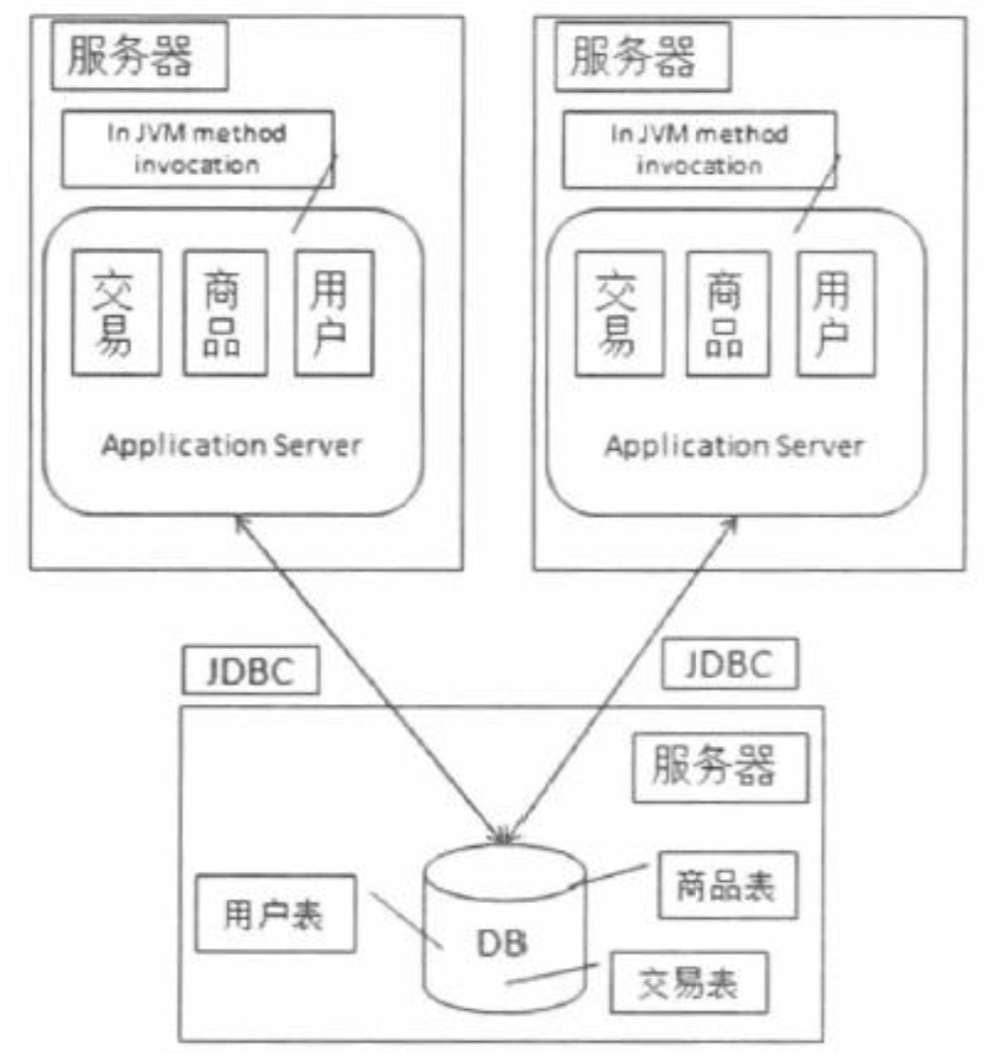 服务器
In JVM method
invocation
交易
商品
用户
Application Server
服务器
In JVM method
invocation
交易
商品
用户
Application Server
JDBC
JDBC
服务器
用户表
DB
商品表
交易表